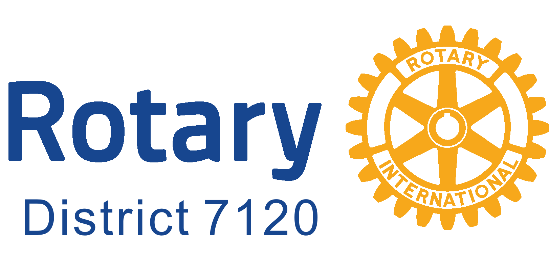 Rotary
District 7120
ROTARY
INTERNATIONAL